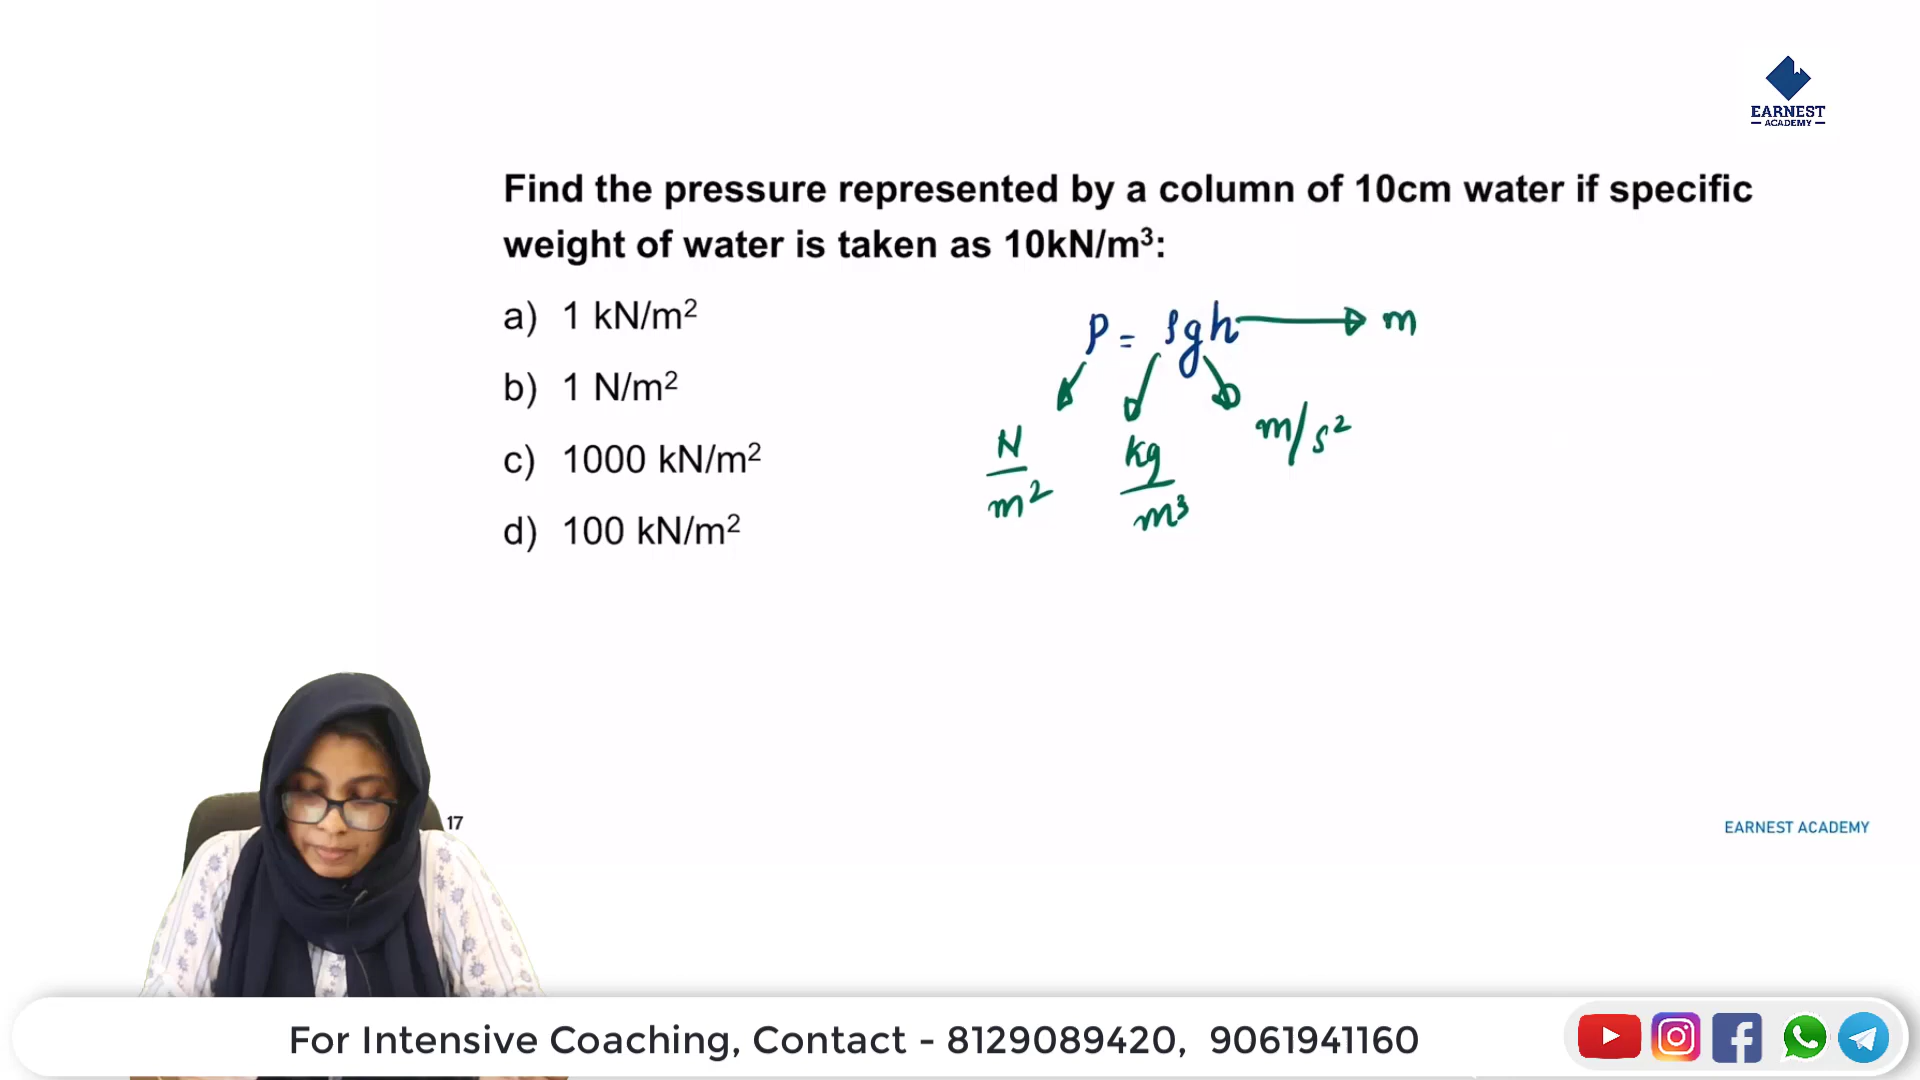 EARNEST
ACADEMY
Find the pressure represented by a column of 10cm water if specific
weight of water is taken as 10kN/m³:
a) 1 kN/m²
b) 1 N/m²
c) 1000 kN/m²
d) 100 kN/m²
P = ρgh → m
N/m²
kg/m³
m/s²
17
EARNEST ACADEMY
For Intensive Coaching, Contact - 8129089420, 9061941160